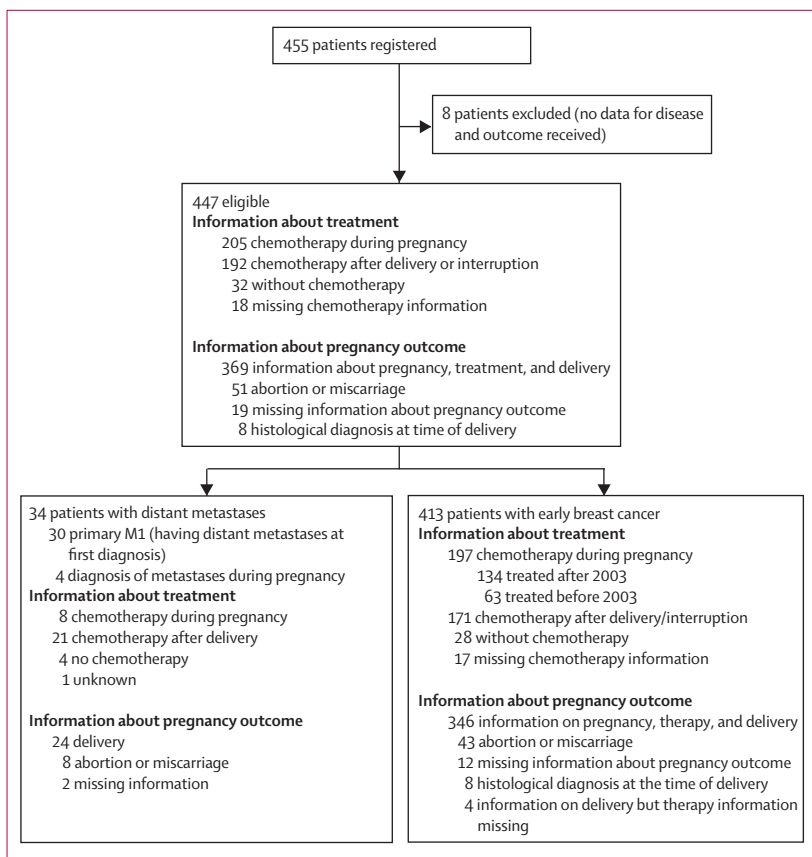 455 patients registered
8 patients excluded (no data for disease
and outcome received)
447 eligible
Information about treatment
205 chemotherapy during pregnancy
192 chemotherapy after delivery or interruption
32 without chemotherapy
18 missing chemotherapy information
Information about pregnancy outcome
369 information about pregnancy, treatment, and delivery
51 abortion or miscarriage
19 missing information about pregnancy outcome
8 histological diagnosis at time of delivery
34 patients with distant metastases
30 primary M1 (having distant metastases at
first diagnosis)
4 diagnosis of metastases during pregnancy
Information about treatment
8 chemotherapy during pregnancy
21 chemotherapy after delivery
4 no chemotherapy
1 unknown
Information about pregnancy outcome
24 delivery
8 abortion or miscarriage
2 missing information
413 patients with early breast cancer
Information about treatment
197 chemotherapy during pregnancy
134 treated after 2003
63 treated before 2003
171 chemotherapy after delivery/interruption
28 without chemotherapy
17 missing chemotherapy information
Information about pregnancy outcome
346 information on pregnancy, therapy, and delivery
43 abortion or miscarriage
12 missing information about pregnancy outcome
8 histological diagnosis at the time of delivery
4 information on delivery but therapy information
missing